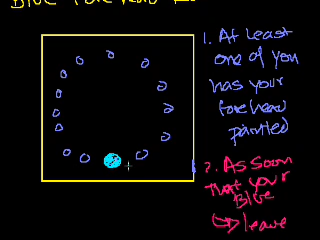 Blue Forehead
1. At least
one of you
has your
forehead
painted
2. As soon
that your
Blue
→ leave